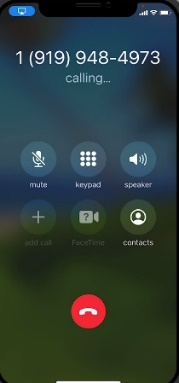 1 (919) 948-4973
calling...
mute keypad speaker
add call FaceTime contacts